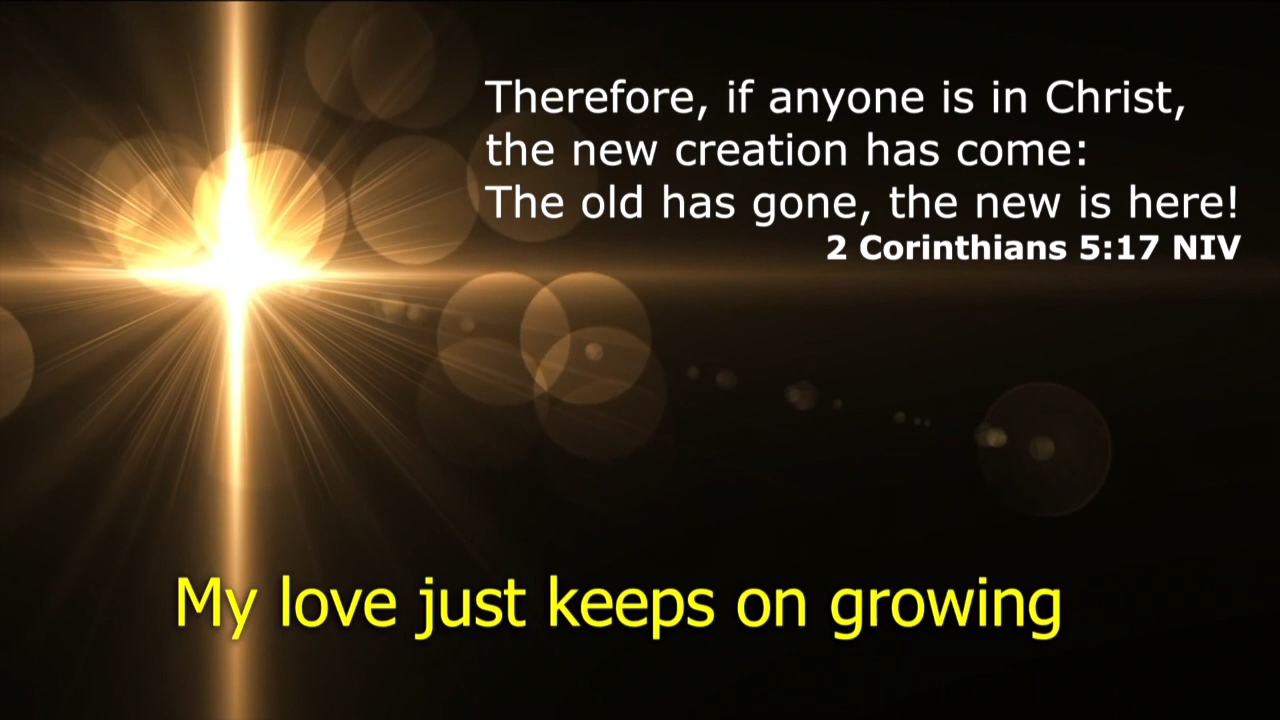 Therefore, if anyone is in Christ,
the new creation has come:
The old has gone, the new is here!
2 Corinthians 5:17 NIV
My love just keeps on growing